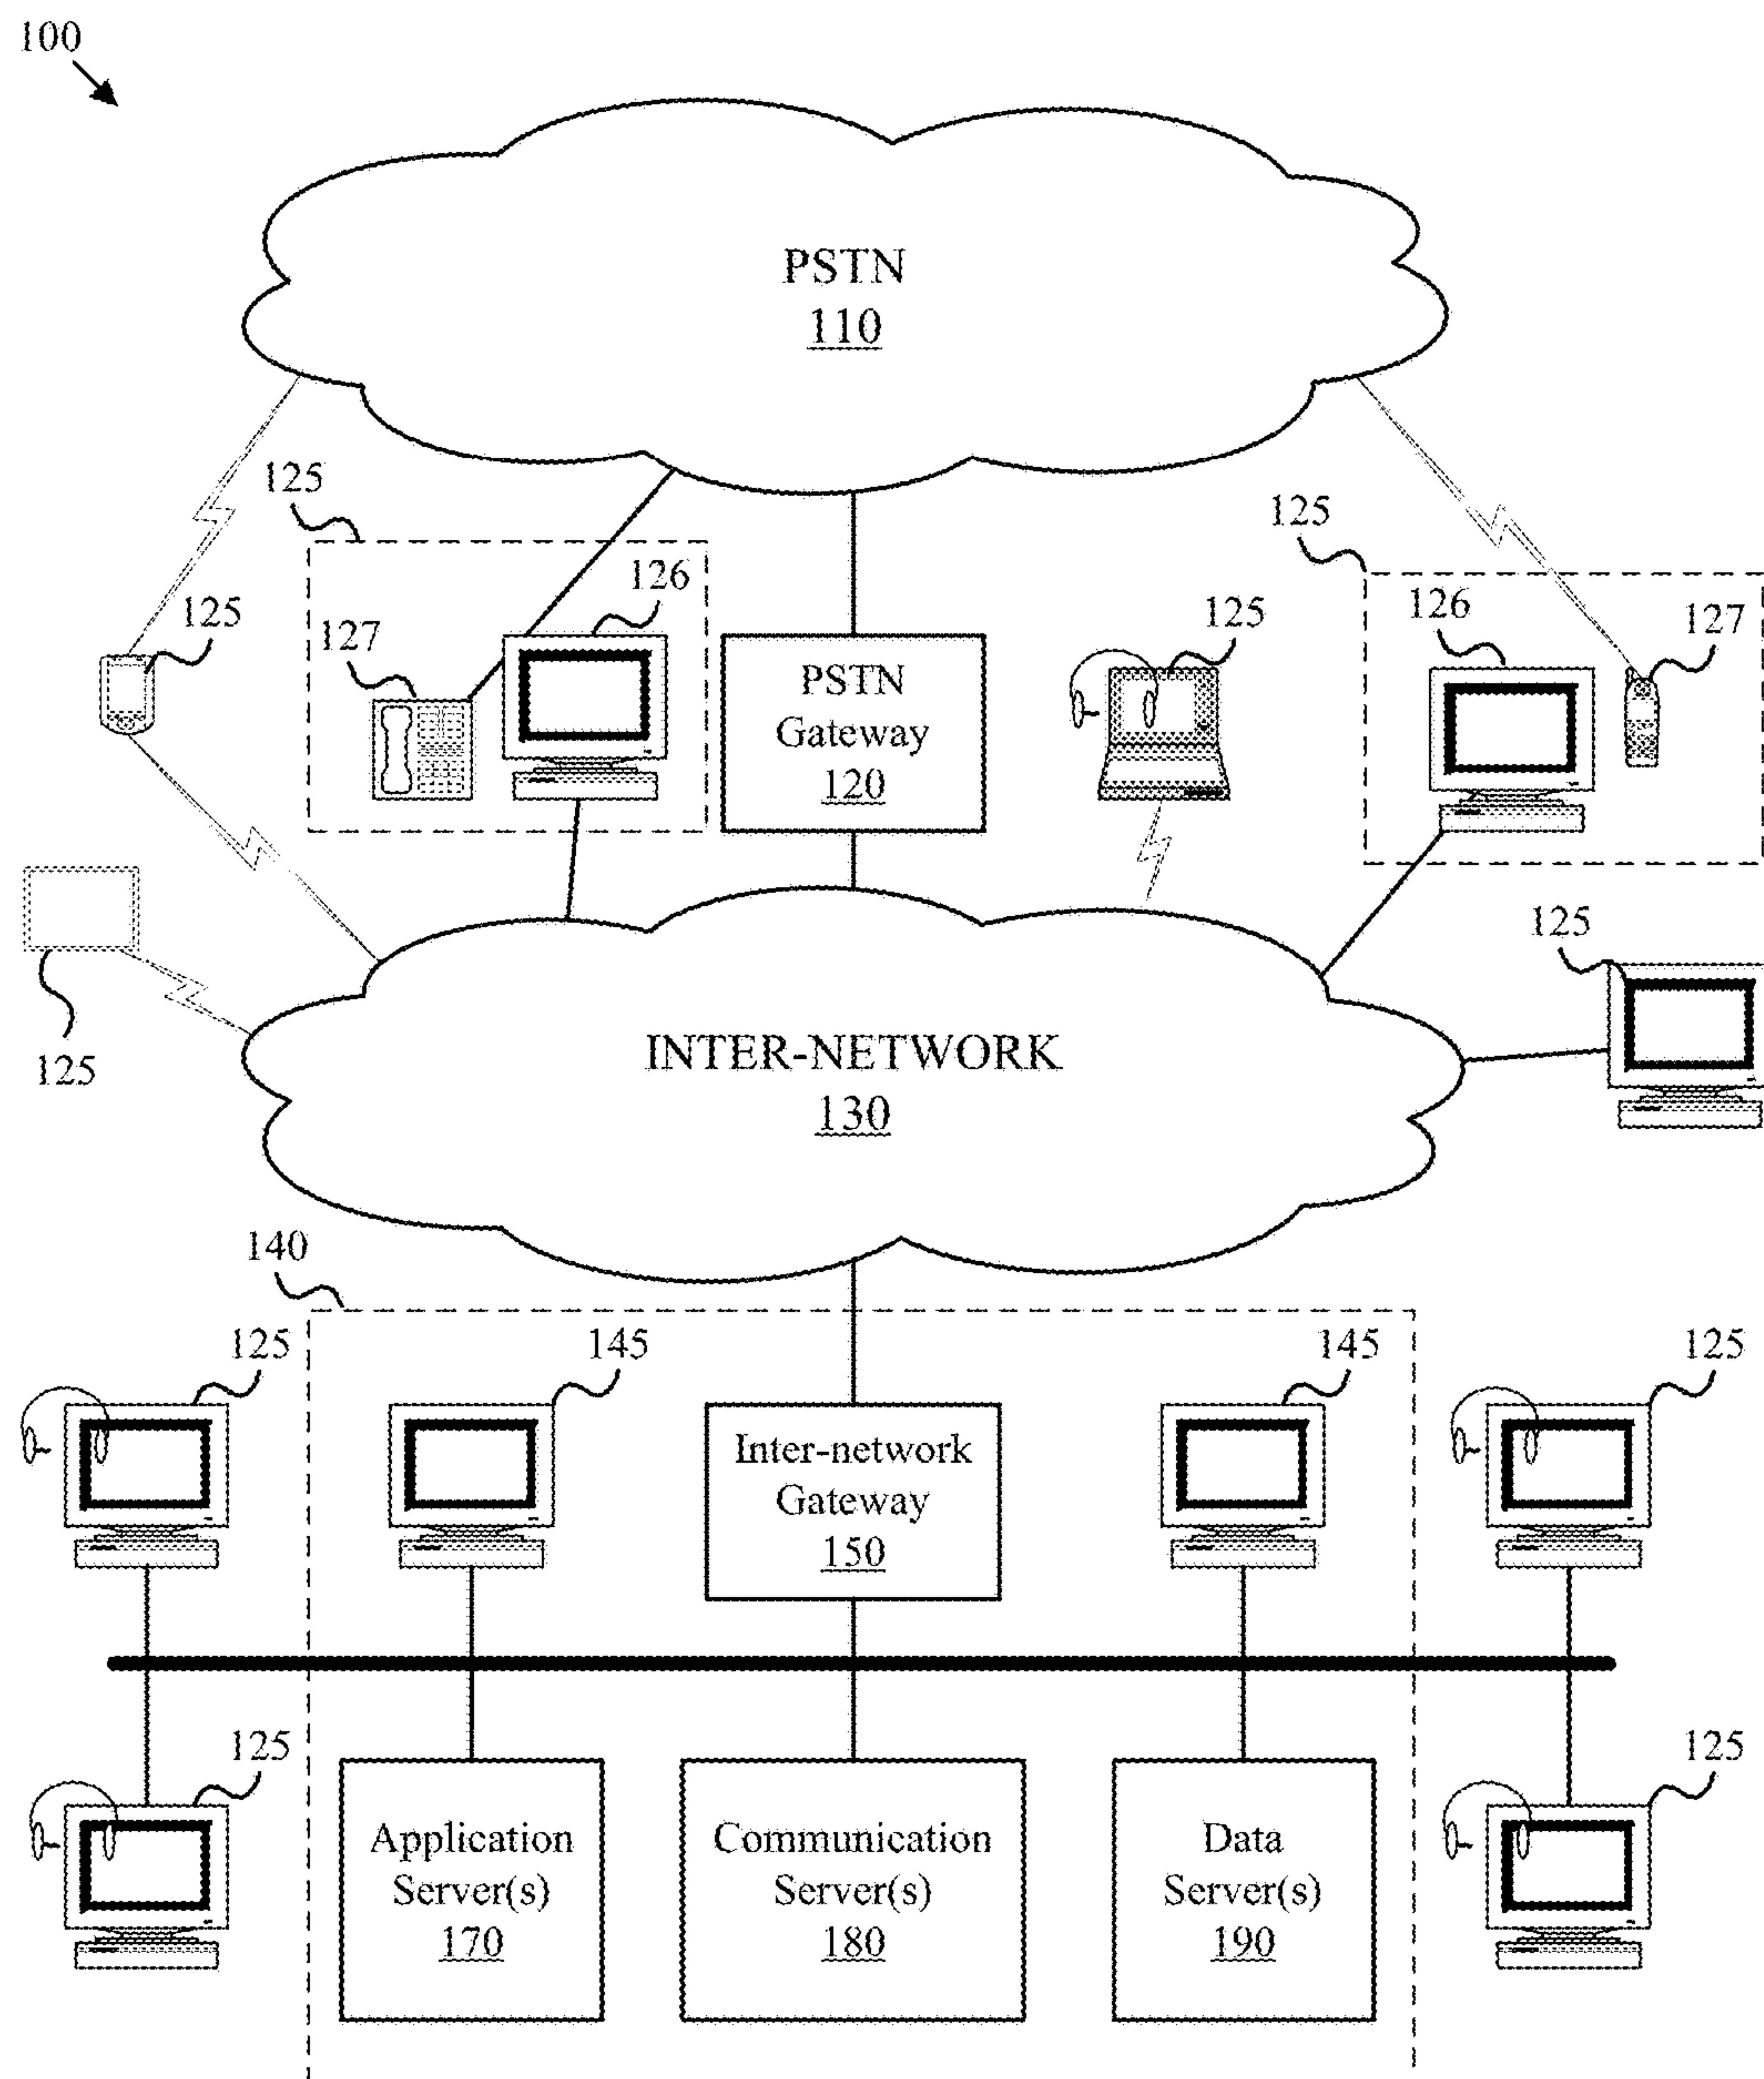 100
PSTN
110
125
125
126
125
127
125
126
127
PSTN
Gateway
120
125
125
INTER-NETWORK
130
140
125
145
145
125
Inter-network
Gateway
150
125
125
Application
Server(s)
170
Communication
Server(s)
180
Data
Server(s)
190